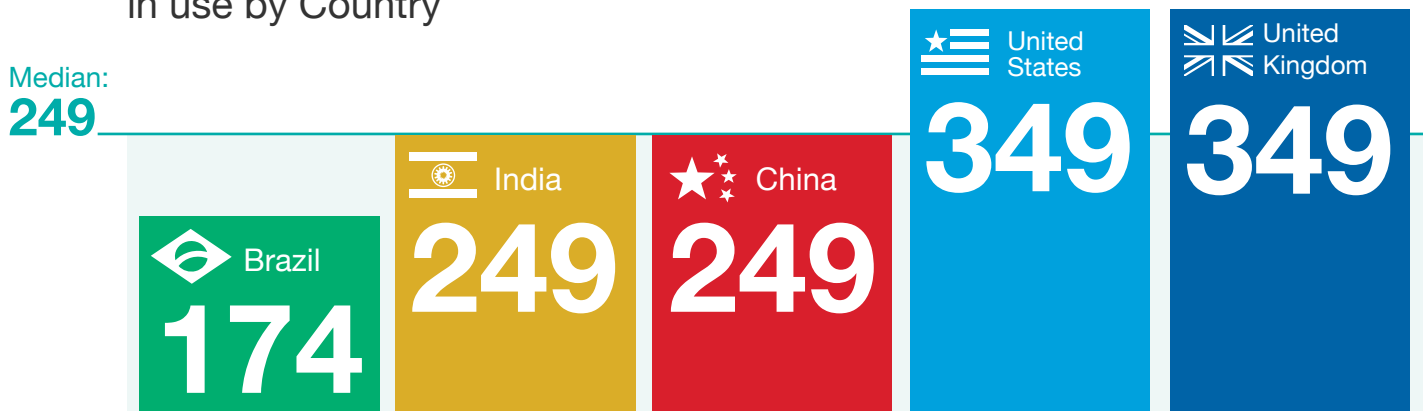 in use by Country
Median:
249
Brazil
174
India
249
China
249
United
States
349
United
Kingdom
349